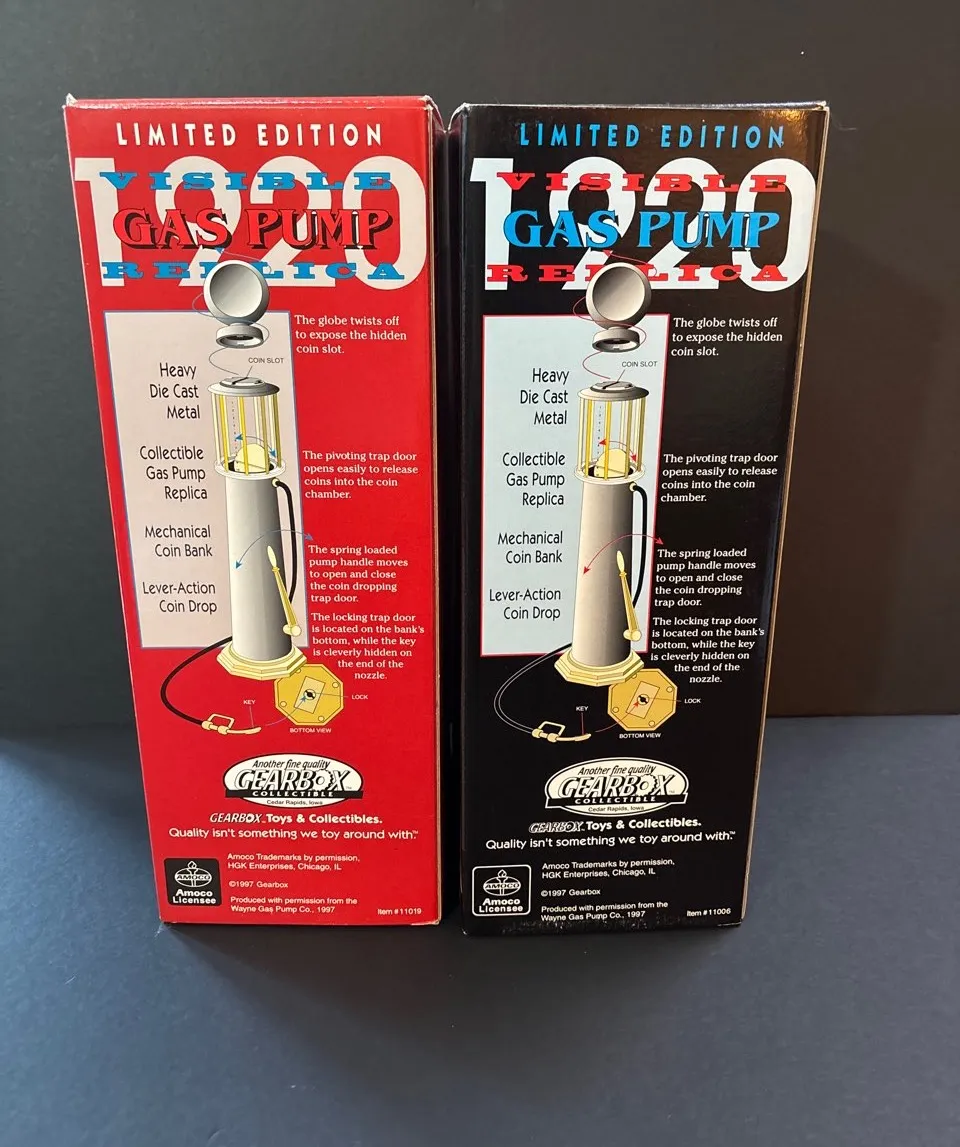 LIMITED EDITION
1920
VISIBLE
GAS PUMP
REPLICA
The globe twists off
to expose the hidden
coin slot.
COIN SLOT
Heavy
Die Cast
Metal
Collectible
Gas Pump
Replica
Mechanical
Coin Bank
Lever-Action
Coin Drop
The pivoting trap door
opens easily to release
coins into the coin
chamber.
The spring loaded
pump handle moves
to open and close
the coin dropping
trap door.
The locking trap door
is located on the bank's
bottom, while the key
is cleverly hidden on
the end of the
nozzle.
LOCK
KEY
BOTTOM VIEW
Another fine quality
GEARBOX
COLLECTIBLE
Cedar Rapids, Iowa
GEARBOX™ Toys & Collectibles.
Quality isn't something we toy around with.™
AMOCO
Amoco
Licensee
Amoco Trademarks by permission,
HGK Enterprises, Chicago, IL
©1997 Gearbox
Produced with permission from the
Wayne Gas Pump Co., 1997
Item #11019
LIMITED EDITION
1920
VISIBLE
GAS PUMP
REPLICA
The globe twists off
to expose the hidden
coin slot.
COIN SLOT
Heavy
Die Cast
Metal
Collectible
Gas Pump
Replica
Mechanical
Coin Bank
Lever-Action
Coin Drop
The pivoting trap door
opens easily to release
coins into the coin
chamber.
The spring loaded
pump handle moves
to open and close
the coin dropping
trap door.
The locking trap door
is located on the bank's
bottom, while the key
is cleverly hidden on
the end of the
nozzle.
LOCK
KEY
BOTTOM VIEW
Another fine quality
GEARBOX
COLLECTIBLE
Cedar Rapids, Iowa
GEARBOX™ Toys & Collectibles.
Quality isn't something we toy around with.™
AMOCO
Amoco
Licensee
Amoco Trademarks by permission,
HGK Enterprises, Chicago, IL
©1997 Gearbox
Produced with permission from the
Wayne Gas Pump Co., 1997
Item #11006